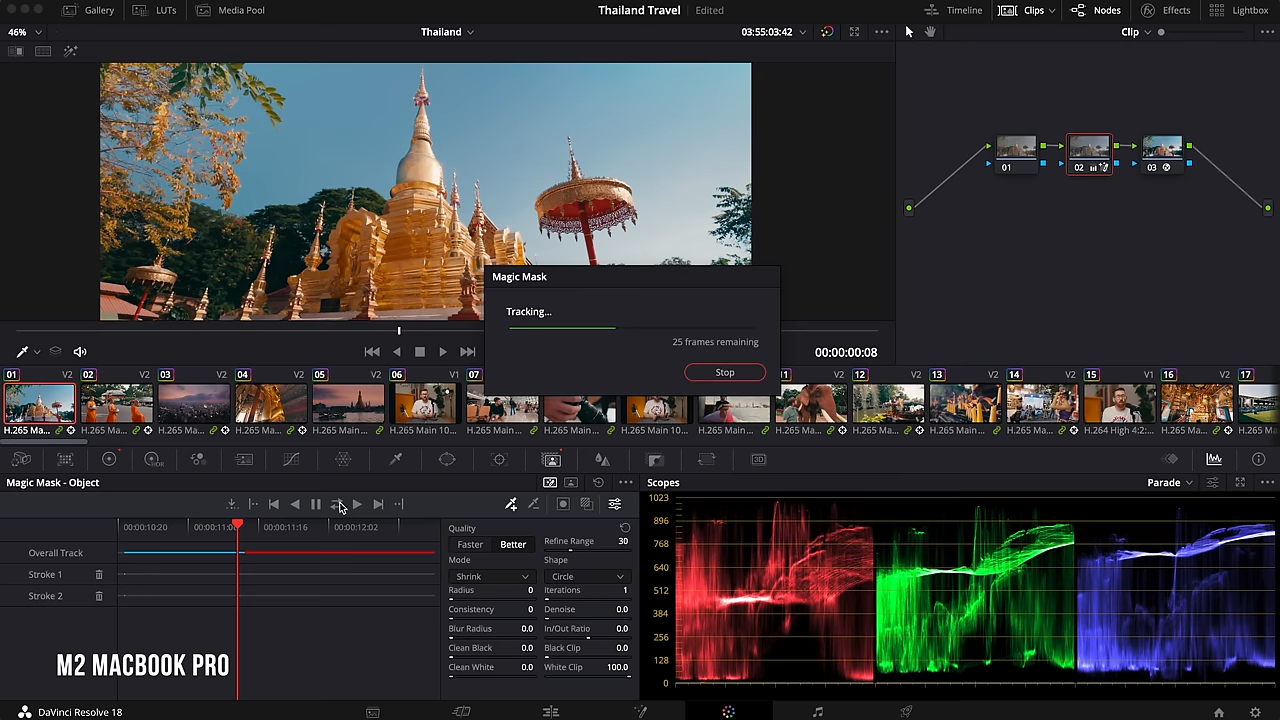 Gallery LUTs Media Pool Thailand Travel Edited Timeline Clips Nodes Effects Lightbox
46% Thailand 03:55:03:42 Clip
01 02 03
Magic Mask
Tracking...
25 frames remaining
Stop
00:00:00:08
01 V2 02 V2 03 V2 04 V2 05 V2 06 V1 07 11 V2 12 V2 13 V2 14 V2 15 V1 16 V2 17
H.265 Ma... H.265 Ma... H.265 Ma... H.265 Ma... H.265 Main... H.265 Main 10... H.265 Main... H.265 Main... H.265 Main 10... H.265 Main... H.265 Ma... H.265 Ma... H.265 Main... H.265 Ma... H.264 High 4:2:... H.265 Ma... H.265 M
Magic Mask - Object
Scopes Parade
00:00:10:20 00:00:11:0 00:00:11:16 00:00:12:02
Overall Track
Stroke 1
Stroke 2
Quality
Faster Better Refine Range 30
Mode Shape
Shrink Circle
Radius 0 Iterations 1
Consistency 0 Denoise 0.0
Blur Radius 0.0 In/Out Ratio 0.0
Clean Black 0.0 Black Clip 0.0
Clean White 0.0 White Clip 100.0
1023
896
768
640
512
384
256
128
0
M2 MACBOOK PRO
DaVinci Resolve 18